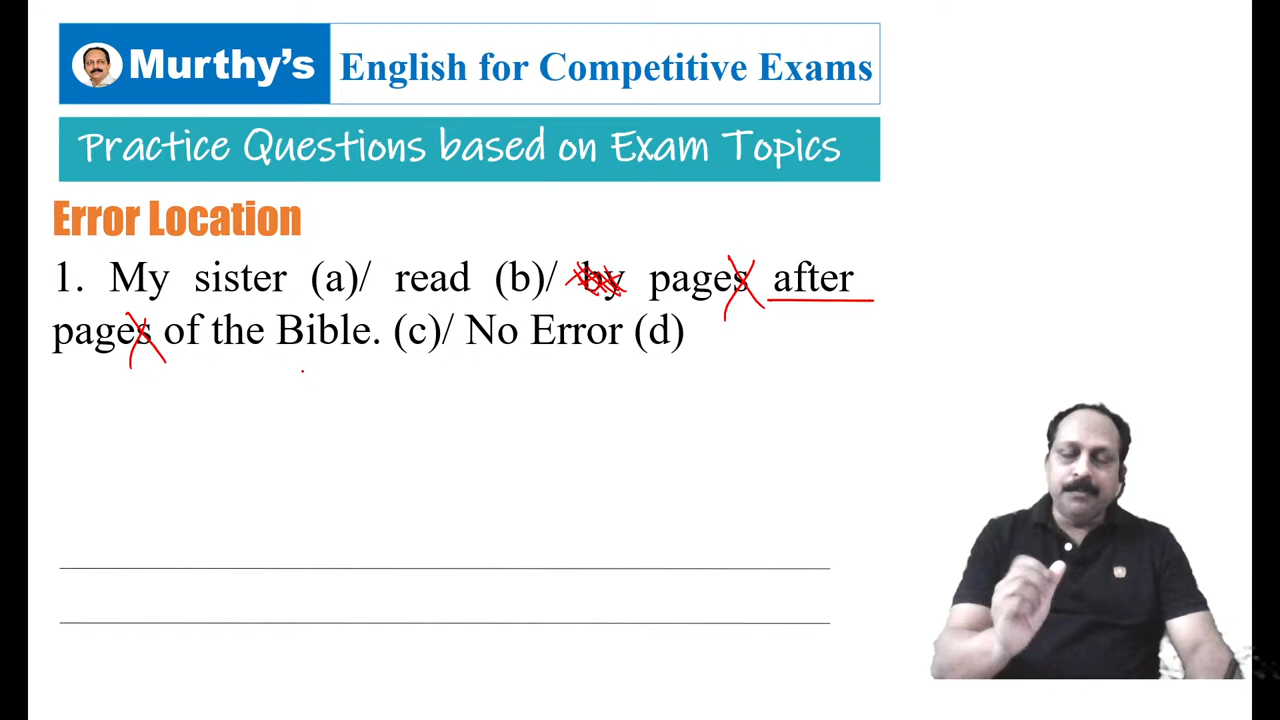 Murthy's English for Competitive Exams
Practice Questions based on Exam Topics
Error Location
1. My sister (a)/ read (b)/ by pages after
pages of the Bible. (c)/ No Error (d)